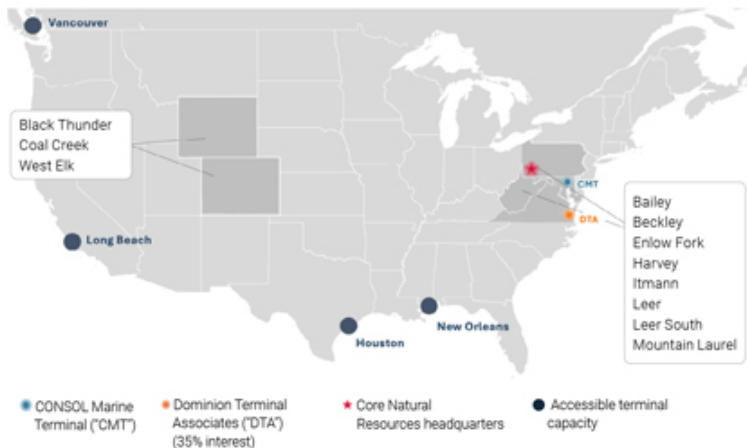 Vancouver
Black Thunder
Coal Creek
West Elk
CMT
DTA
Long Beach
Houston
New Orleans
Bailey
Beckley
Enlow Fork
Harvey
Itmann
Leer
Leer South
Mountain Laurel
CONSOL Marine
Terminal ("CMT")
Dominion Terminal
Associates ("DTA")
(35% interest)
Core Natural
Resources headquarters
Accessible terminal
capacity